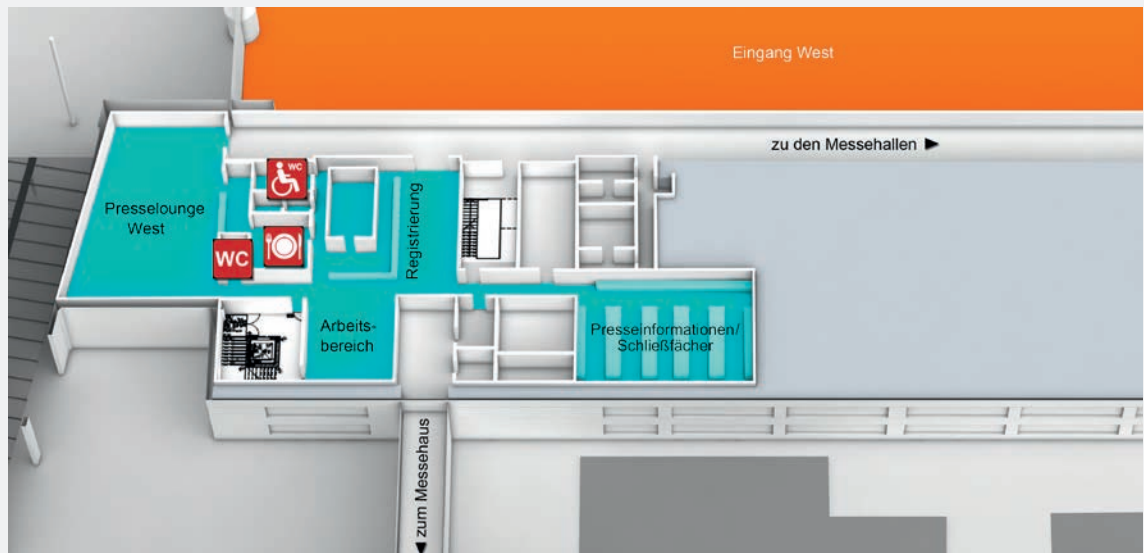 Eingang West
zu den Messehallen ►
WC
Presselounge
West
Registrierung
WC
Arbeits-
bereich
Presseinformationen/
Schließfächer
◄ zum Messehaus